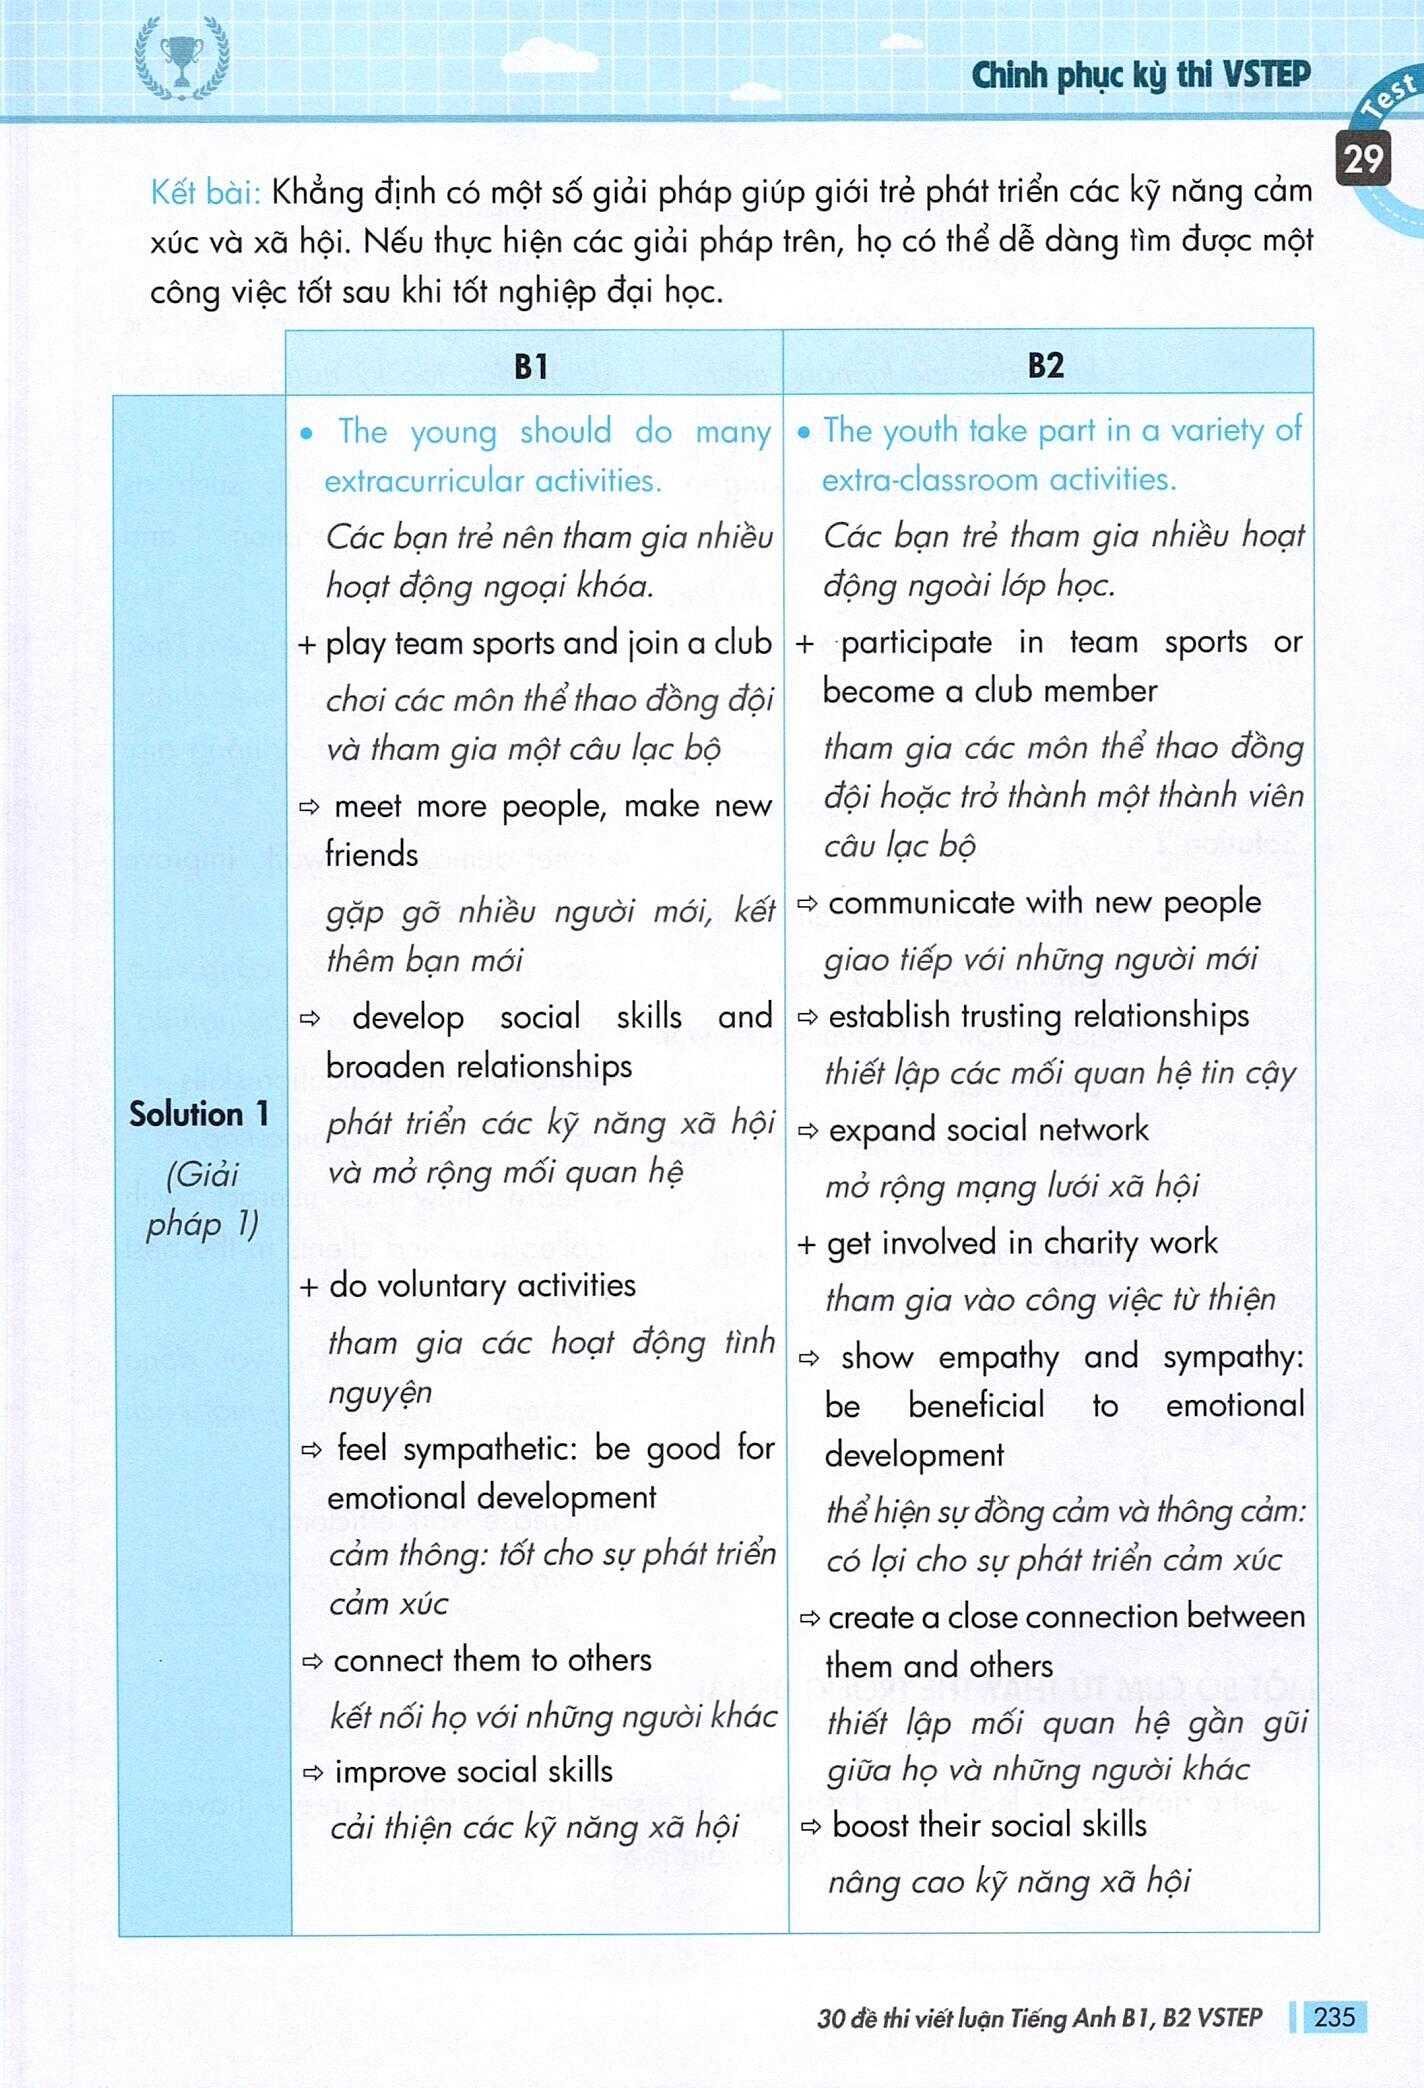 Chinh phục kỳ thi VSTEP
Test
29
Kết bài: Khẳng định có một số giải pháp giúp giới trẻ phát triển các kỹ năng cảm
xúc và xã hội. Nếu thực hiện các giải pháp trên, họ có thể dễ dàng tìm được một
công việc tốt sau khi tốt nghiệp đại học.
B1
B2
Solution 1
(Giải
pháp 1)
• The young should do many
extracurricular activities.
Các bạn trẻ nên tham gia nhiều
hoạt động ngoại khóa.
+ play team sports and join a club
chơi các môn thể thao đồng đội
và tham gia một câu lạc bộ
⇨ meet more people, make new
friends
gặp gỡ nhiều người mới, kết
thêm bạn mới
⇨ develop social skills and
broaden relationships
phát triển các kỹ năng xã hội
và mở rộng mối quan hệ
+ do voluntary activities
tham gia các hoạt động tình
nguyện
⇨ feel sympathetic: be good for
emotional development
cảm thông: tốt cho sự phát triển
cảm xúc
⇨ connect them to others
kết nối họ với những người khác
⇨ improve social skills
cải thiện các kỹ năng xã hội
• The youth take part in a variety of
extra-classroom activities.
Các bạn trẻ tham gia nhiều hoạt
động ngoài lớp học.
+ participate in team sports or
become a club member
tham gia các môn thể thao đồng
đội hoặc trở thành một thành viên
câu lạc bộ
⇨ communicate with new people
giao tiếp với những người mới
⇨ establish trusting relationships
thiết lập các mối quan hệ tin cậy
⇨ expand social network
mở rộng mạng lưới xã hội
+ get involved in charity work
tham gia vào công việc từ thiện
⇨ show empathy and sympathy:
be beneficial to emotional
development
thể hiện sự đồng cảm và thông cảm:
có lợi cho sự phát triển cảm xúc
⇨ create a close connection between
them and others
thiết lập mối quan hệ gần gũi
giữa họ và những người khác
⇨ boost their social skills
nâng cao kỹ năng xã hội
30 đề thi viết luận Tiếng Anh B1, B2 VSTEP
235